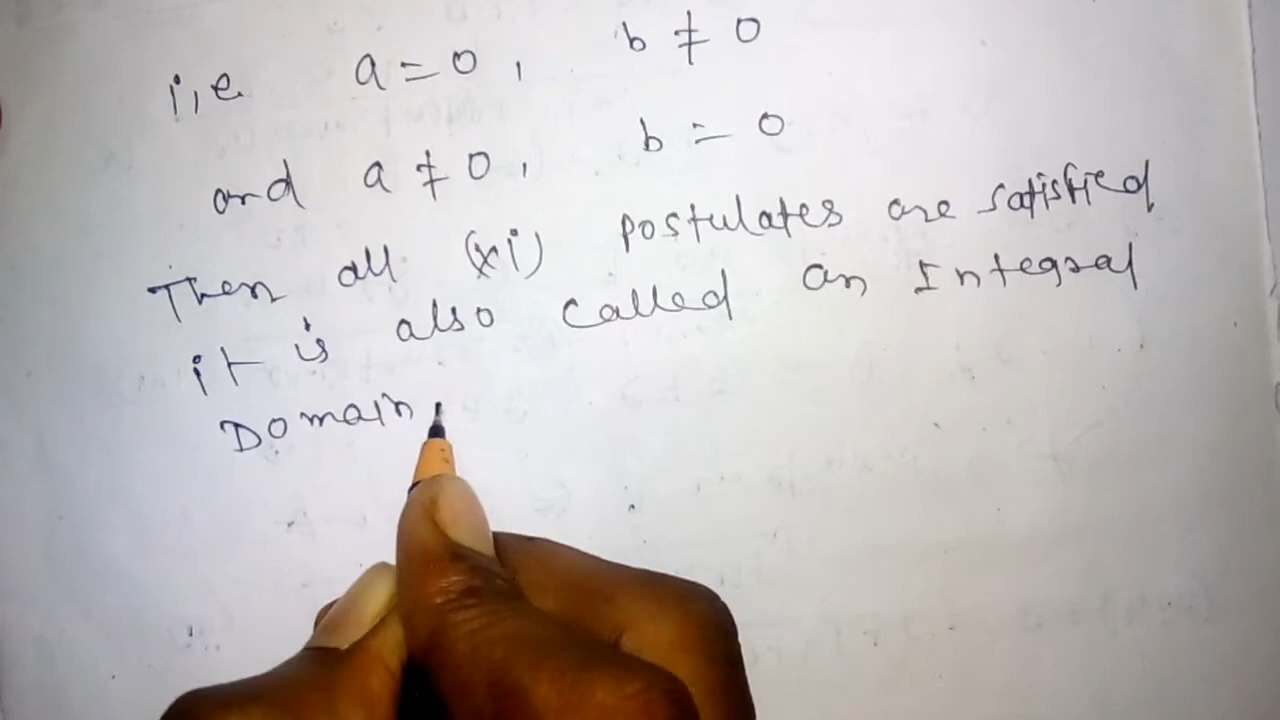 i,e a = 0, b ≠ 0
and a ≠ 0, b = 0
Then all (xi) postulates are satisfied
it is also called an Integral
Domain